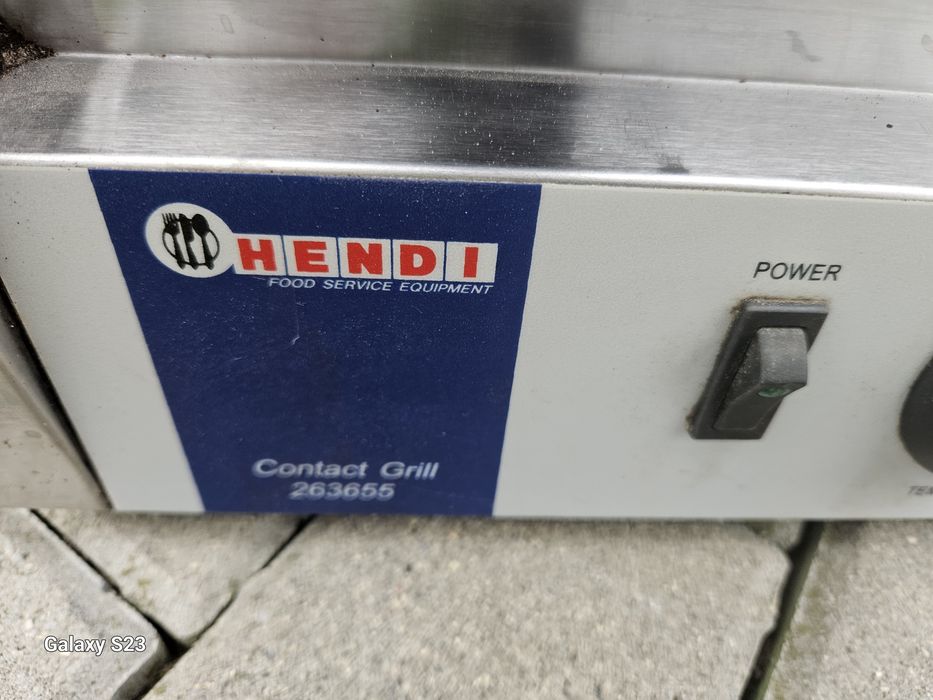 HENDI
FOOD SERVICE EQUIPMENT
POWER
Contact Grill
263655
Galaxy S23